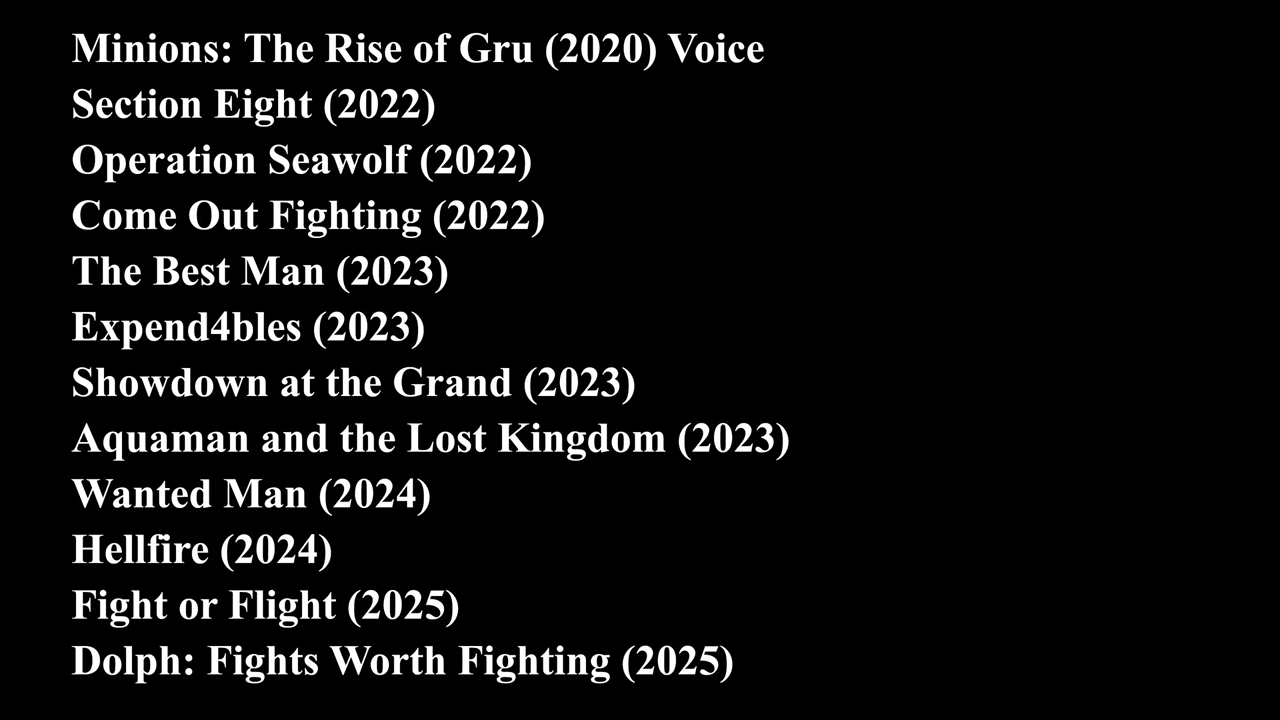 Minions: The Rise of Gru (2020) Voice
Section Eight (2022)
Operation Seawolf (2022)
Come Out Fighting (2022)
The Best Man (2023)
Expend4bles (2023)
Showdown at the Grand (2023)
Aquaman and the Lost Kingdom (2023)
Wanted Man (2024)
Hellfire (2024)
Fight or Flight (2025)
Dolph: Fights Worth Fighting (2025)